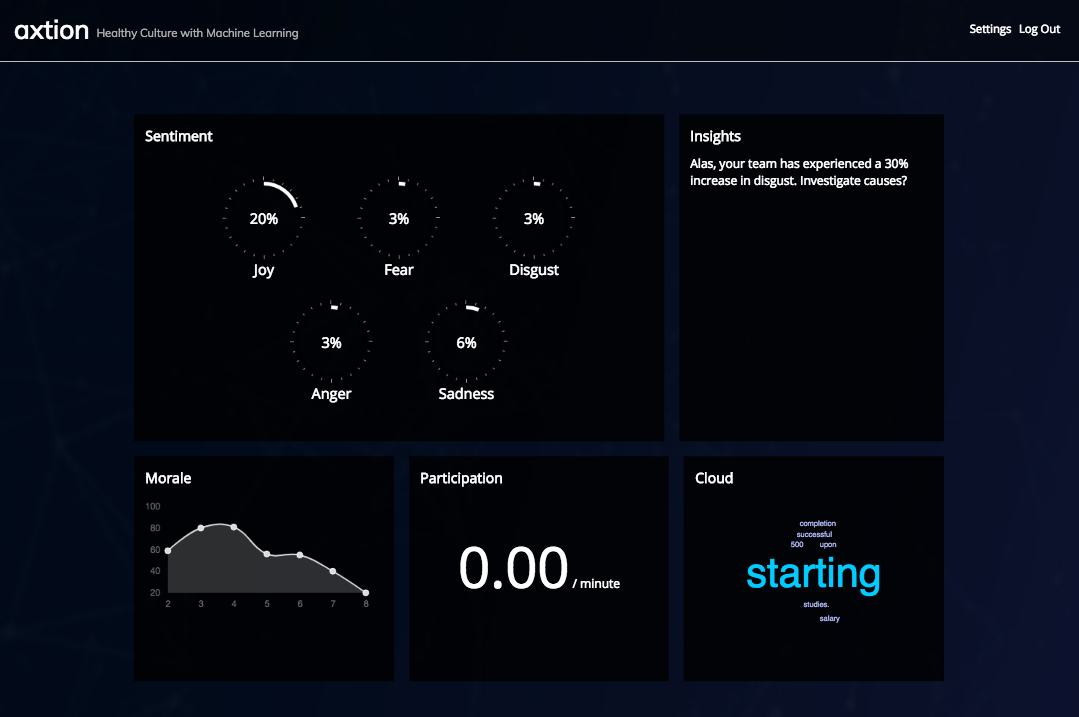 axtion Healthy Culture with Machine Learning
Settings Log Out
Sentiment
20%
Joy
3%
Fear
3%
Disgust
3%
Anger
6%
Sadness
Insights
Alas, your team has experienced a 30%
increase in disgust. Investigate causes?
Morale
100
80
60
40
20
2 3 4 5 6 7 8
Participation
0.00 / minute
Cloud
completion
successful
500 upon
starting
studies.
salary